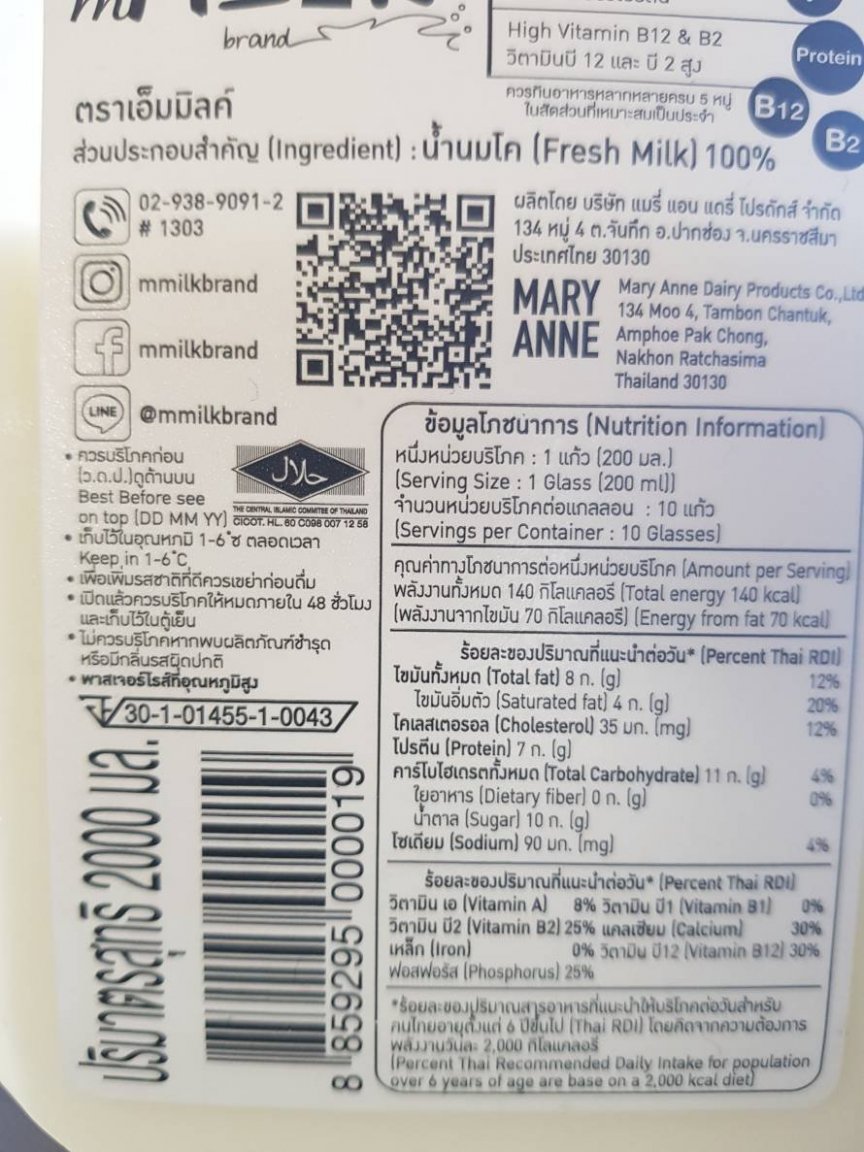 brand
High Vitamin B12 & B2
วิตามินบี 12 และ บี 2 สูง
Protein
ควรกินอาหารหลากหลายครบ 5 หมู่
ในสัดส่วนที่เหมาะสมเป็นประจำ
B12
B2
ตราเอ็มมิลค์
ส่วนประกอบสำคัญ (Ingredient) : น้ำนมโค (Fresh Milk) 100%
02-938-9091-2
# 1303
mmilkbrand
mmilkbrand
LINE
@mmilkbrand
ผลิตโดย บริษัท แมรี่ แอน แดรี่ โปรดักส์ จำกัด
134 หมู่ 4 ต.จันทึก อ.ปากช่อง จ.นครราชสีมา
ประเทศไทย 30130
MARY
ANNE
Mary Anne Dairy Products Co.,Ltd
134 Moo 4, Tambon Chantuk,
Amphoe Pak Chong,
Nakhon Ratchasima
Thailand 30130
• ควรบริโภคก่อน
(ว.ด.ป.)ดูด้านบน
Best Before see
on top (DD MM YY)
حلال
THE CENTRAL ISLAMIC COMMITTEE OF THAILAND
CICOT. HL. 60 C098 007 12 58
• เก็บไว้ในอุณหภูมิ 1-6°ซ ตลอดเวลา
Keep in 1-6°C
• เพื่อเพิ่มรสชาติที่ดีควรเขย่าก่อนดื่ม
• เปิดแล้วควรบริโภคให้หมดภายใน 48 ชั่วโมง
และเก็บไว้ในตู้เย็น
• ไม่ควรบริโภคหากพบผลิตภัณฑ์ชำรุด
หรือมีกลิ่นรสผิดปกติ
• พาสเจอร์ไรส์ที่อุณหภูมิสูง
30-1-01455-1-0043
ปริมาตรสุทธิ 2000 มล.
8 859295 000019
ข้อมูลโภชนาการ (Nutrition Information)
หนึ่งหน่วยบริโภค : 1 แก้ว (200 มล.)
(Serving Size : 1 Glass (200 ml))
จำนวนหน่วยบริโภคต่อแกลลอน : 10 แก้ว
(Servings per Container : 10 Glasses)
คุณค่าทางโภชนาการต่อหนึ่งหน่วยบริโภค (Amount per Serving)
พลังงานทั้งหมด 140 กิโลแคลอรี (Total energy 140 kcal)
(พลังงานจากไขมัน 70 กิโลแคลอรี) (Energy from fat 70 kcal)
ร้อยละของปริมาณที่แนะนำต่อวัน* (Percent Thai RDI)
ไขมันทั้งหมด (Total fat) 8 ก. (g) 12%
ไขมันอิ่มตัว (Saturated fat) 4 ก. (g) 20%
โคเลสเตอรอล (Cholesterol) 35 มก. (mg) 12%
โปรตีน (Protein) 7 ก. (g)
คาร์โบไฮเดรตทั้งหมด (Total Carbohydrate) 11 ก. (g) 4%
ใยอาหาร (Dietary fiber) 0 ก. (g) 0%
น้ำตาล (Sugar) 10 ก. (g)
โซเดียม (Sodium) 90 มก. (mg) 4%
ร้อยละของปริมาณที่แนะนำต่อวัน* (Percent Thai RDI)
วิตามิน เอ (Vitamin A) 8% วิตามิน บี1 (Vitamin B1) 0%
วิตามิน บี2 (Vitamin B2) 25% แคลเซียม (Calcium) 30%
เหล็ก (Iron) 0% วิตามิน บี12 (Vitamin B12) 30%
ฟอสฟอรัส (Phosphorus) 25%
*ร้อยละของปริมาณสารอาหารที่แนะนำให้บริโภคต่อวันสำหรับ
คนไทยอายุตั้งแต่ 6 ปีขึ้นไป (Thai RDI) โดยคิดจากความต้องการ
พลังงานวันละ 2,000 กิโลแคลอรี
(Percent Thai Recommended Daily Intake for population
over 6 years of age are base on a 2,000 kcal diet)